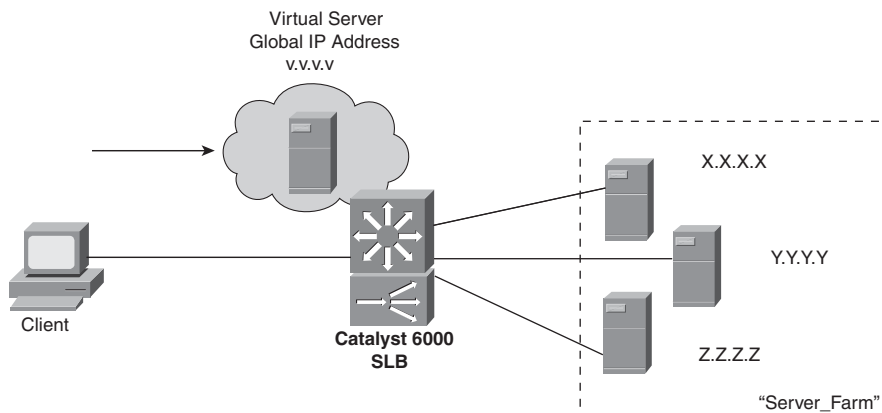 Virtual Server
Global IP Address
v.v.v.v
X.X.X.X
Y.Y.Y.Y
Client
Catalyst 6000
SLB
Z.Z.Z.Z
“Server_Farm”